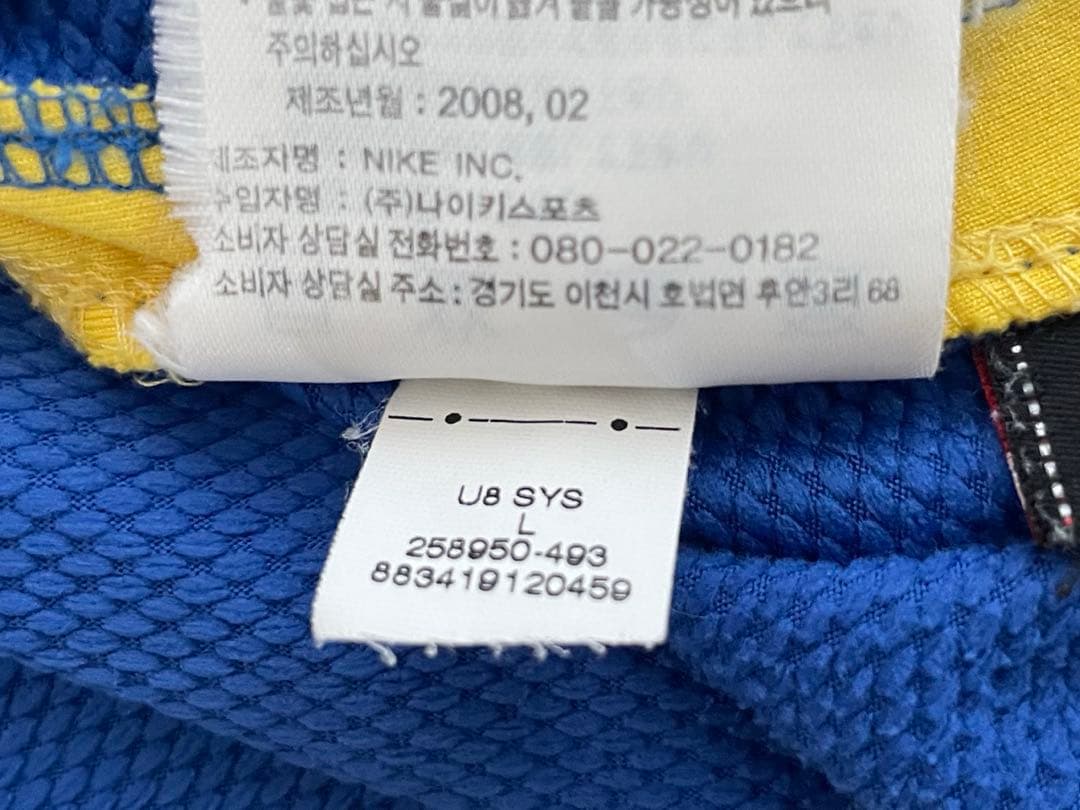 주의하십시오
제조년월 : 2008, 02
제조자명 : NIKE INC.
수입자명 : (주)나이키스포츠
소비자 상담실 전화번호 : 080-022-0182
소비자 상담실 주소 : 경기도 이천시 호법면 후안3리 66
U8 SYS
L
258950-493
883419120459